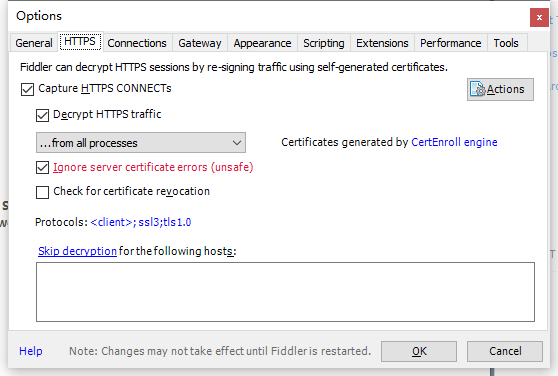 Options
x
General HTTPS Connections Gateway Appearance Scripting Extensions Performance Tools
Fiddler can decrypt HTTPS sessions by re-signing traffic using self-generated certificates.
Capture HTTPS CONNECTs
Actions
Decrypt HTTPS traffic
...from all processes
Certificates generated by CertEnroll engine
Ignore server certificate errors (unsafe)
Check for certificate revocation
Protocols: <client>; ssl3;tls1.0
Skip decryption for the following hosts:
Help
Note: Changes may not take effect until Fiddler is restarted.
OK
Cancel